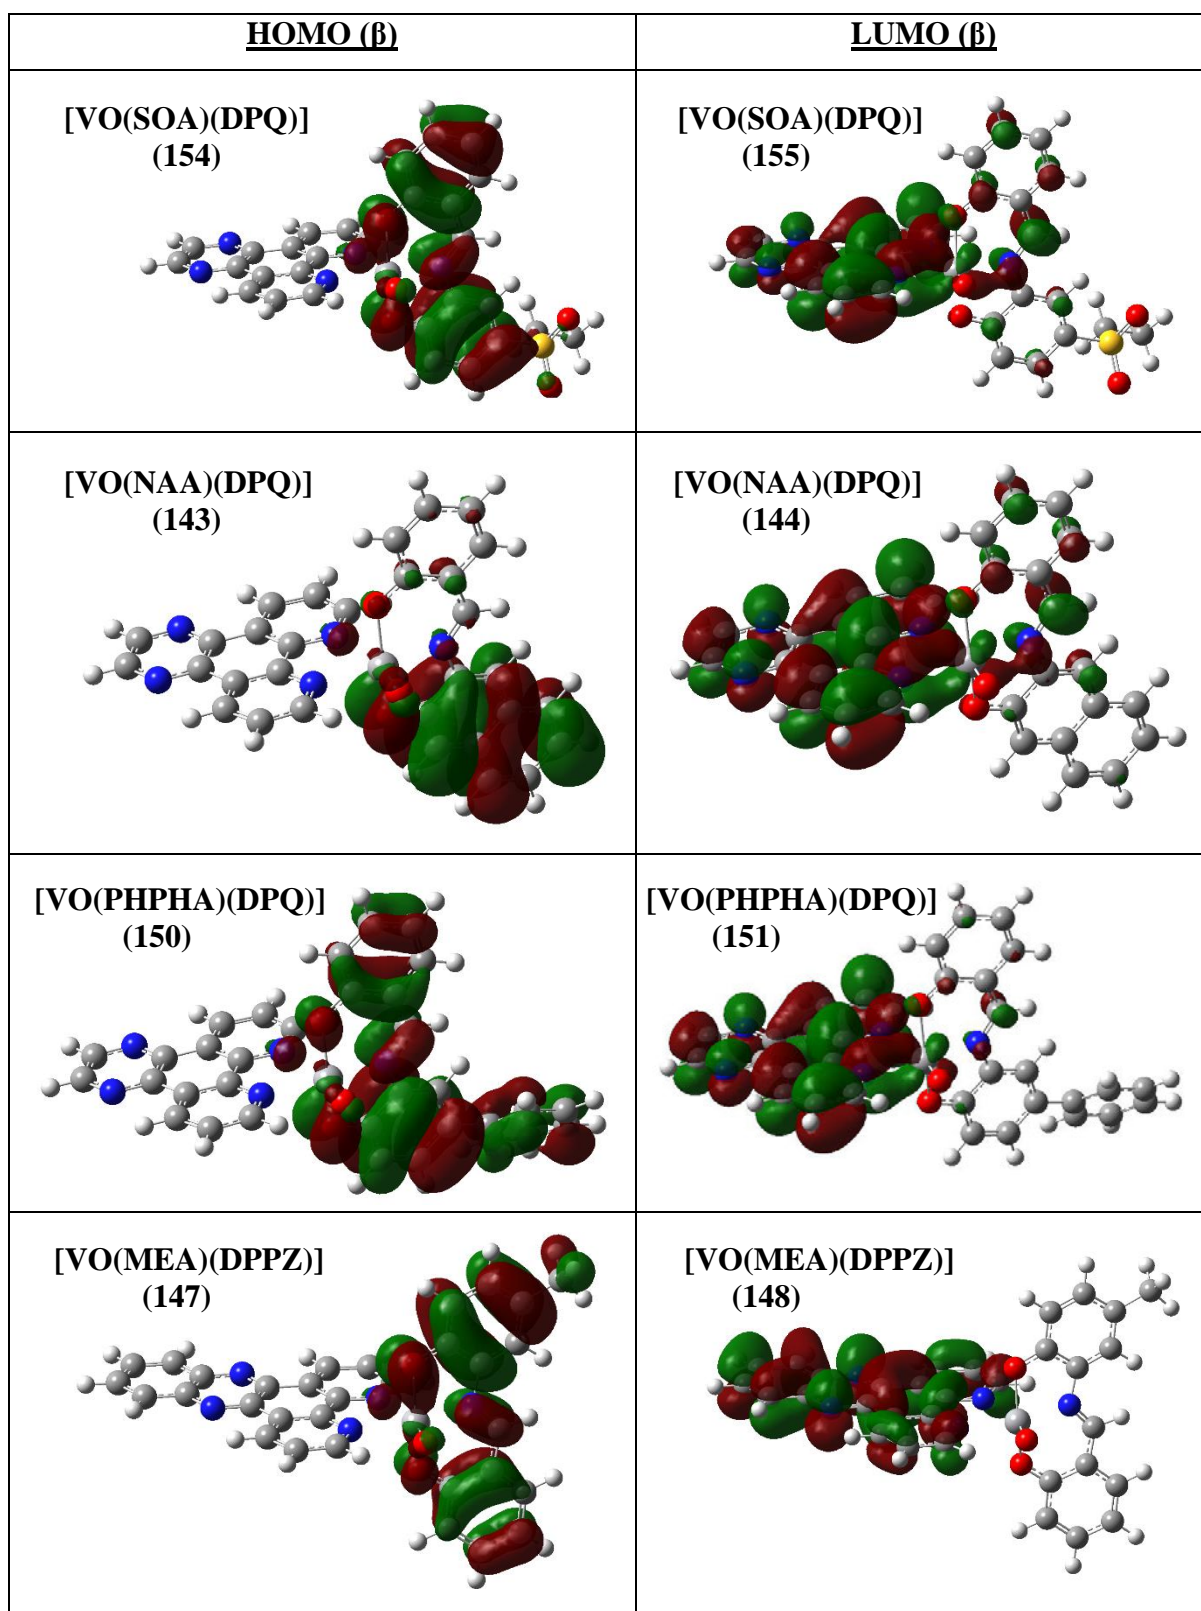 HOMO (β)
LUMO (β)
[VO(SOA)(DPQ)]
(154)
[VO(SOA)(DPQ)]
(155)
[VO(NAA)(DPQ)]
(143)
[VO(NAA)(DPQ)]
(144)
[VO(PHPHA)(DPQ)]
(150)
[VO(PHPHA)(DPQ)]
(151)
[VO(MEA)(DPPZ)]
(147)
[VO(MEA)(DPPZ)]
(148)